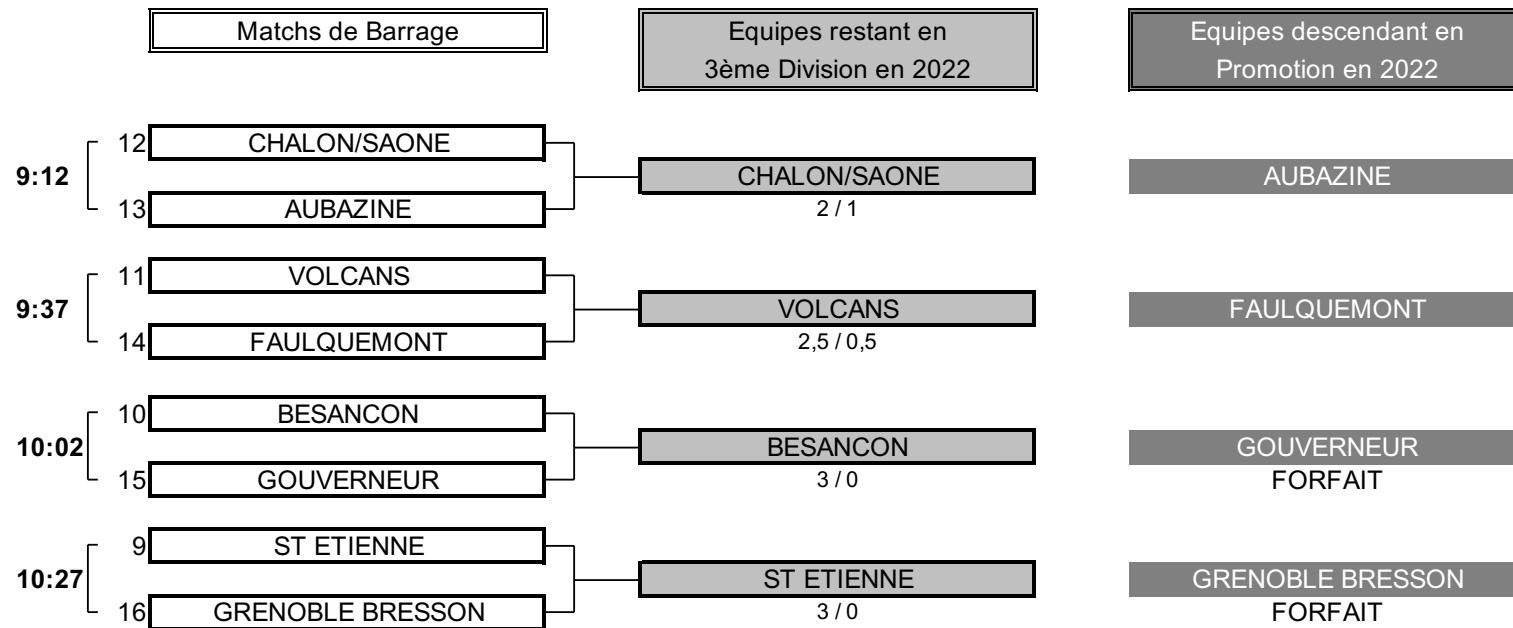 Matchs de Barrage
Equipes restant en
3ème Division en 2022
Equipes descendant en
Promotion en 2022
12 CHALON/SAONE
9:12 CHALON/SAONE AUBAZINE
13 AUBAZINE 2 / 1
11 VOLCANS
9:37 VOLCANS FAULQUEMONT
14 FAULQUEMONT 2,5 / 0,5
10 BESANCON
10:02 BESANCON GOUVERNEUR
15 GOUVERNEUR 3 / 0 FORFAIT
9 ST ETIENNE
10:27 ST ETIENNE GRENOBLE BRESSON
16 GRENOBLE BRESSON 3 / 0 FORFAIT